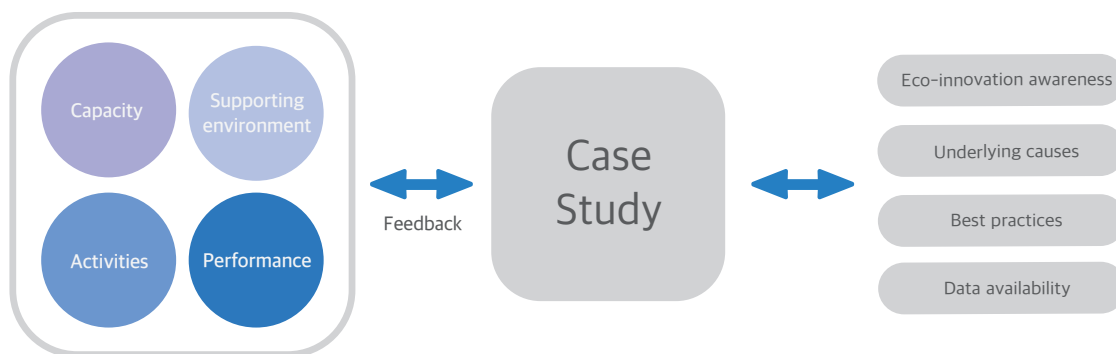 Capacity
Supporting
environment
Activities
Performance
Feedback
Case
Study
Eco-innovation awareness
Underlying causes
Best practices
Data availability